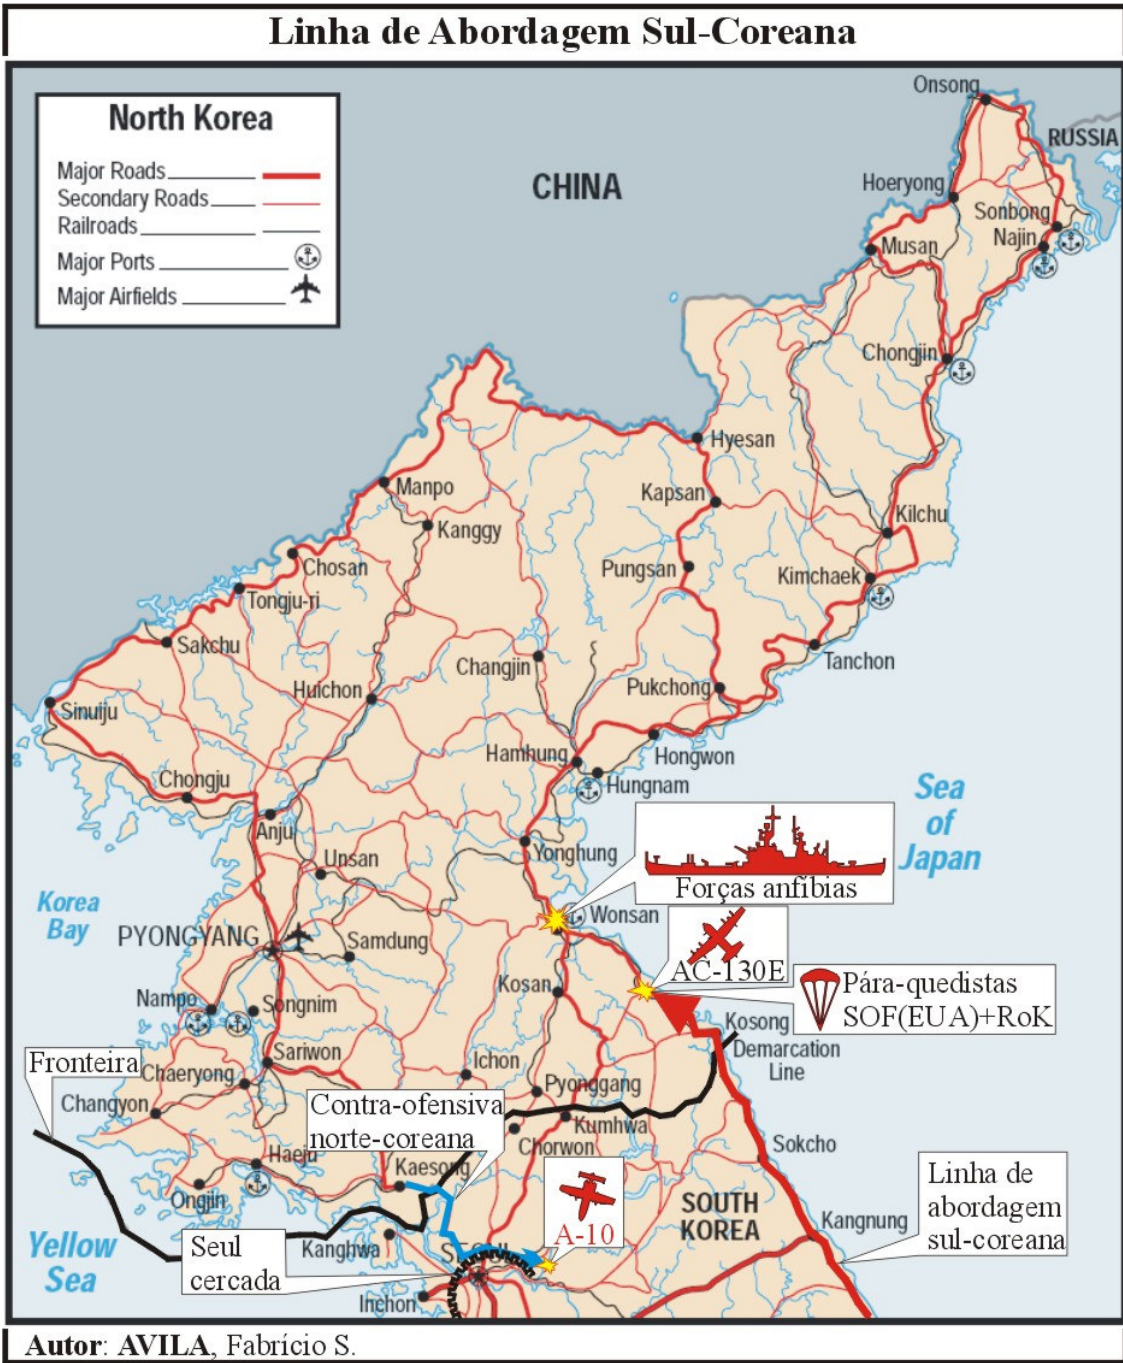 Linha de Abordagem Sul-Coreana
North Korea
Major Roads
Secondary Roads
Railroads
Major Ports
Major Airfields
Onsong
RUSSIA
CHINA
Hoeryong
Sonbong
Najin
Musan
Chongjin
Hyesan
Manpo
Kapsan
Kanggy
Kilchu
Chosan
Pungsan
Kimchaek
Tongju-ri
Sakchu
Changjin
Tanchon
Huichon
Pukchong
Sinuiju
Hamhung
Hongwon
Chongju
Hungnam
Sea
of
Japan
Anju
Yonghung
Unsan
Forças anfíbias
Korea
Bay
Wonsan
PYONGYANG
Samdung
AC-130E
Kosan
Pára-quedistas
SOF(EUA)+RoK
Nampo
Songnim
Kosong
Demarcation
Line
Fronteira
Sariwon
Chaeryong
Ichon
Pyonggang
Changyon
Contra-ofensiva
norte-coreana
Kumhwa
Chorwon
Haeju
Kaesong
Sokcho
Ongjin
Linha de
abordagem
sul-coreana
SOUTH
KOREA
A-10
Kangnung
Yellow
Sea
Seul
cercada
Kanghwa
Inchon
Autor: AVILA, Fabrício S.